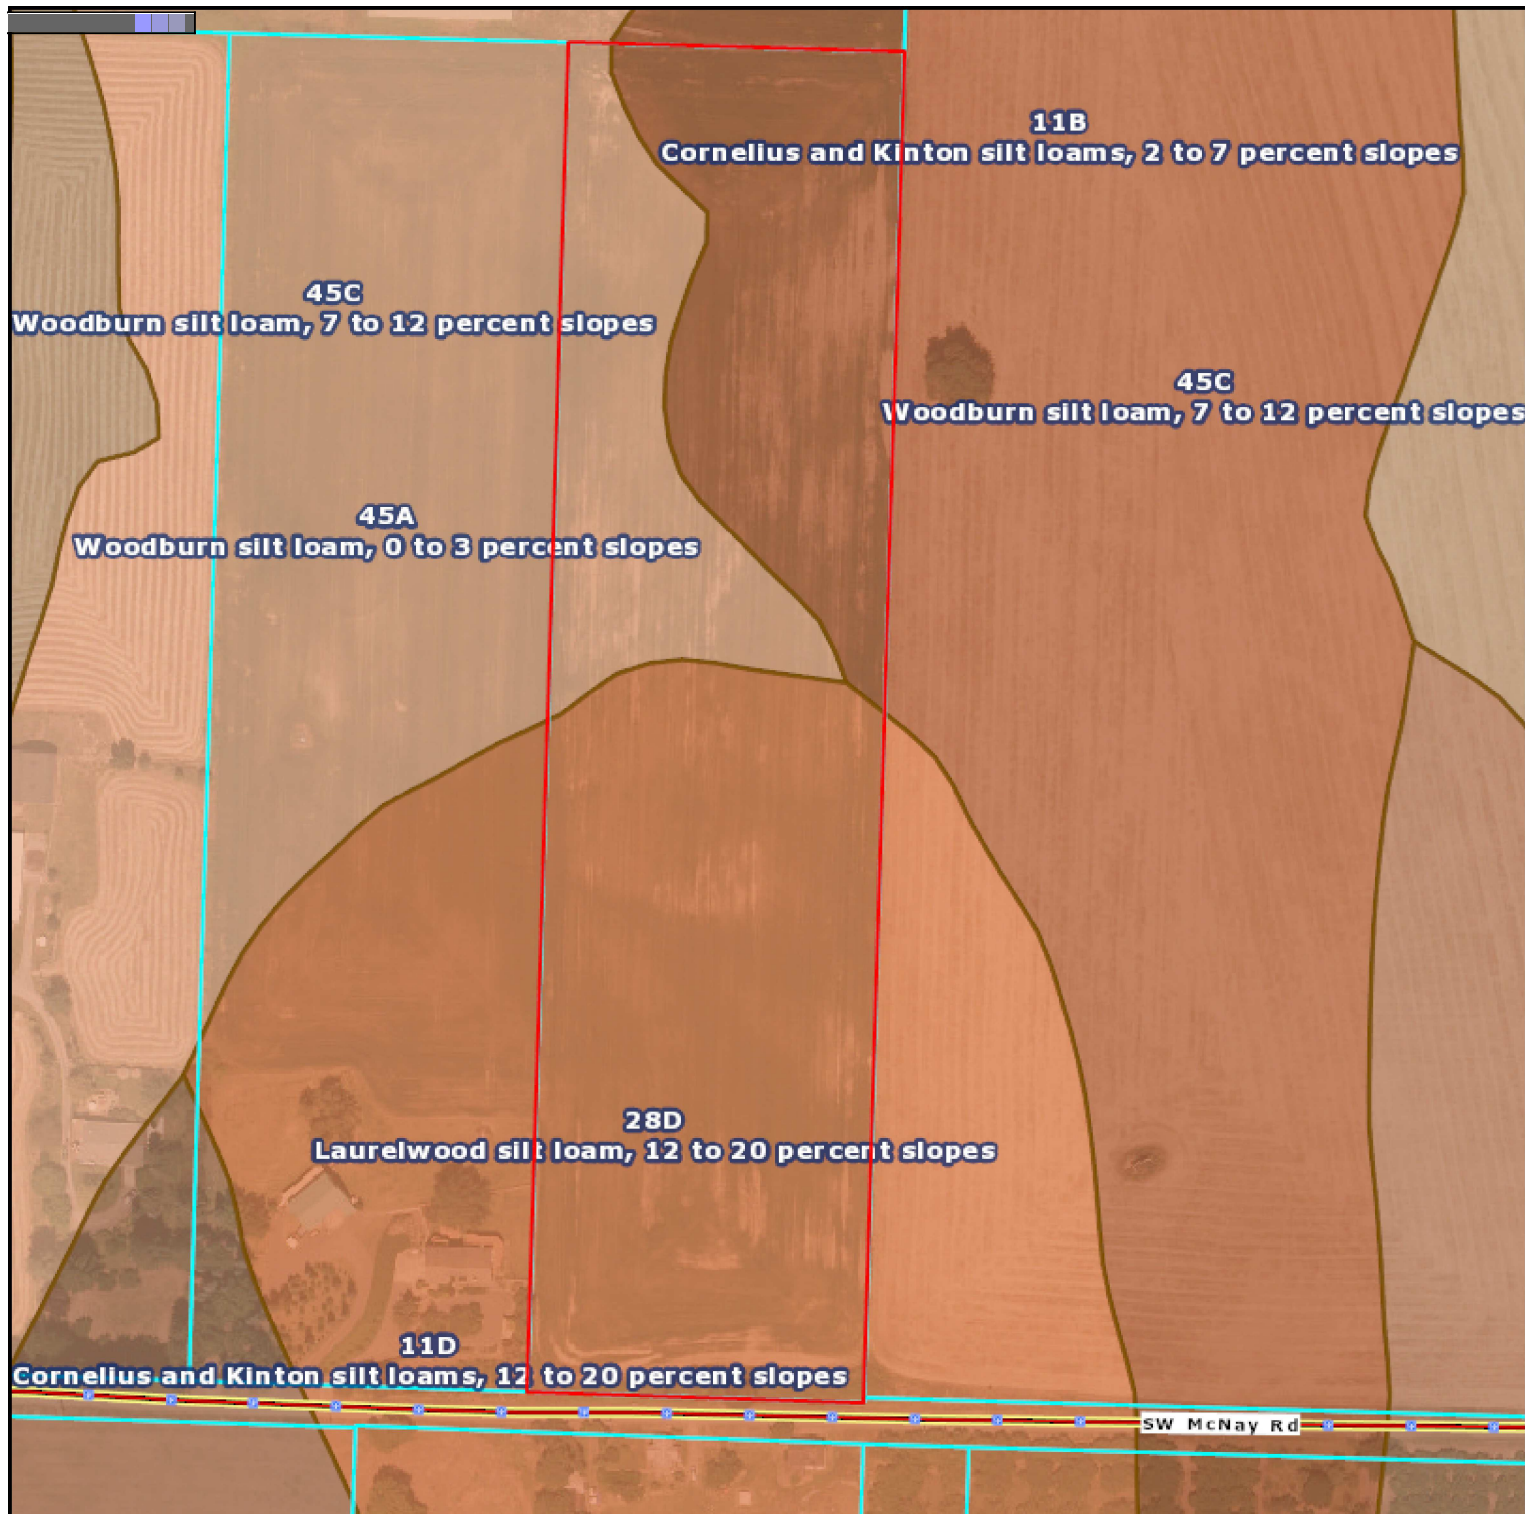 11B
Cornelius and Kinton silt loams, 2 to 7 percent slopes
45C
Woodburn silt loam, 7 to 12 percent slopes
45C
Woodburn silt loam, 7 to 12 percent slopes
45A
Woodburn silt loam, 0 to 3 percent slopes
28D
Laurelwood silt loam, 12 to 20 percent slopes
11D
Cornelius and Kinton silt loams, 12 to 20 percent slopes
SW McNay Rd